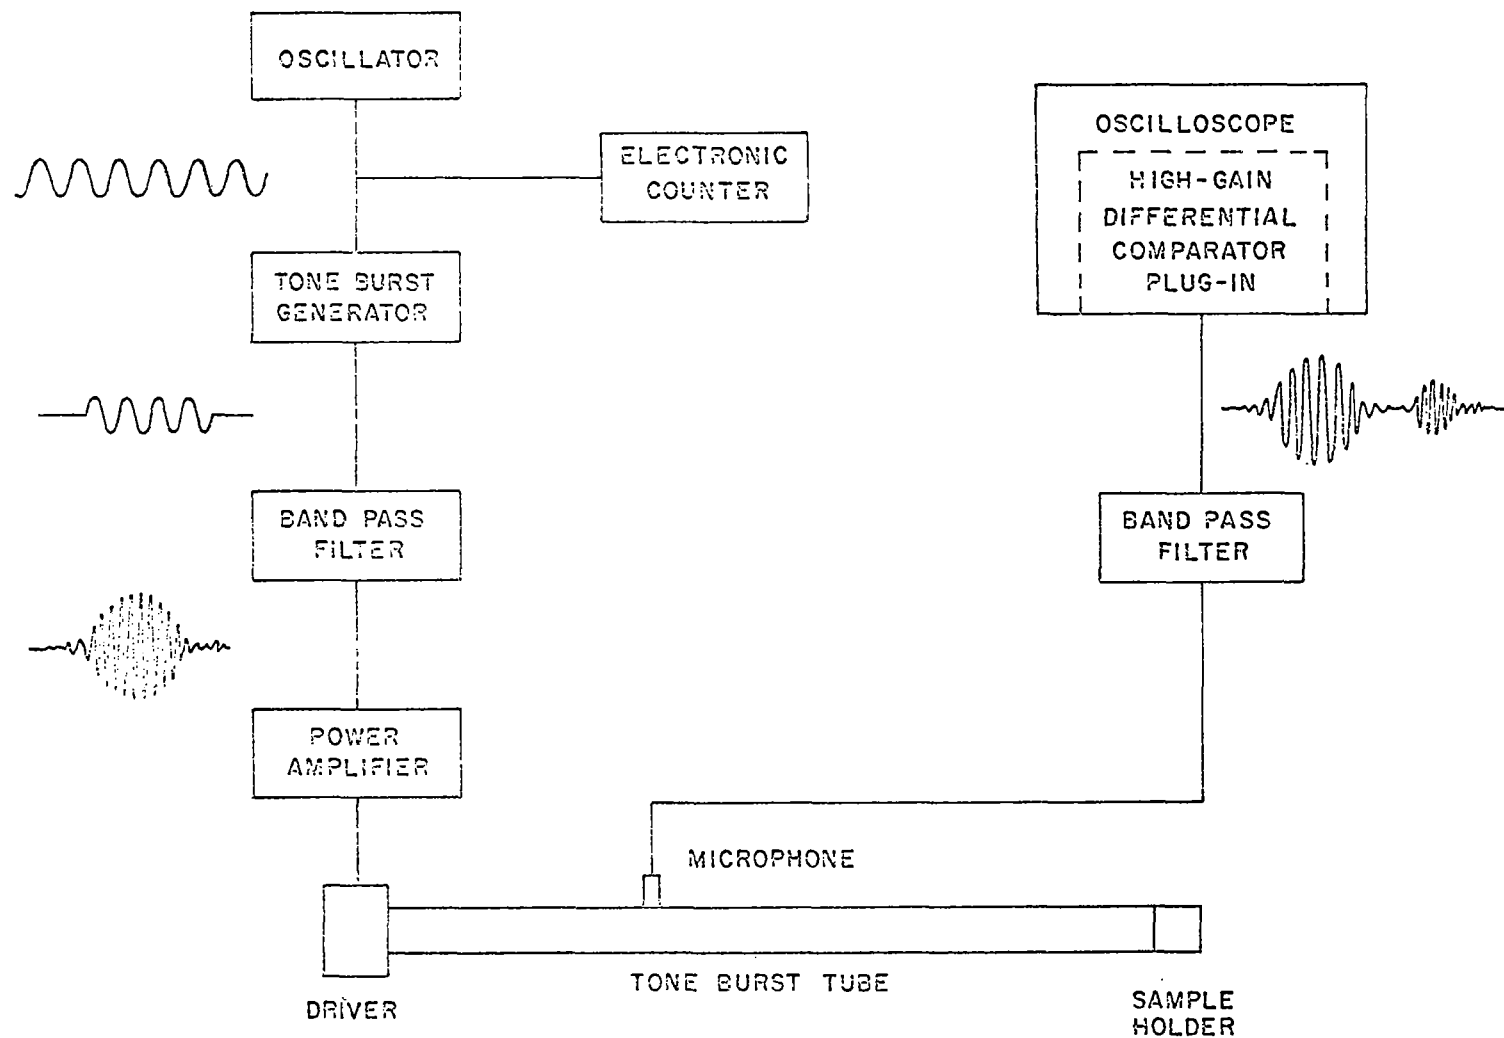 OSCILLATOR
ELECTRONIC
COUNTER
TONE BURST
GENERATOR
BAND PASS
FILTER
POWER
AMPLIFIER
DRIVER
MICROPHONE
TONE BURST TUBE
SAMPLE
HOLDER
OSCILLOSCOPE
HIGH-GAIN
DIFFERENTIAL
COMPARATOR
PLUG-IN
BAND PASS
FILTER